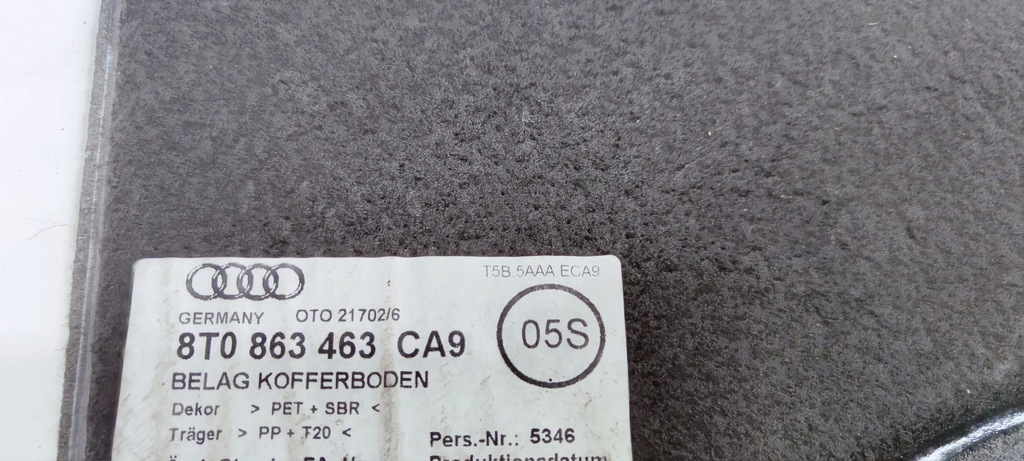 T5B 5AAA ECA9
GERMANY OTO 21702/6
8T0 863 463 CA9
05S
BELAG KOFFERBODEN
Dekor > PET + SBR <
Träger > PP + T20 <
Pers.-Nr.: 5346
Produktionsdatum